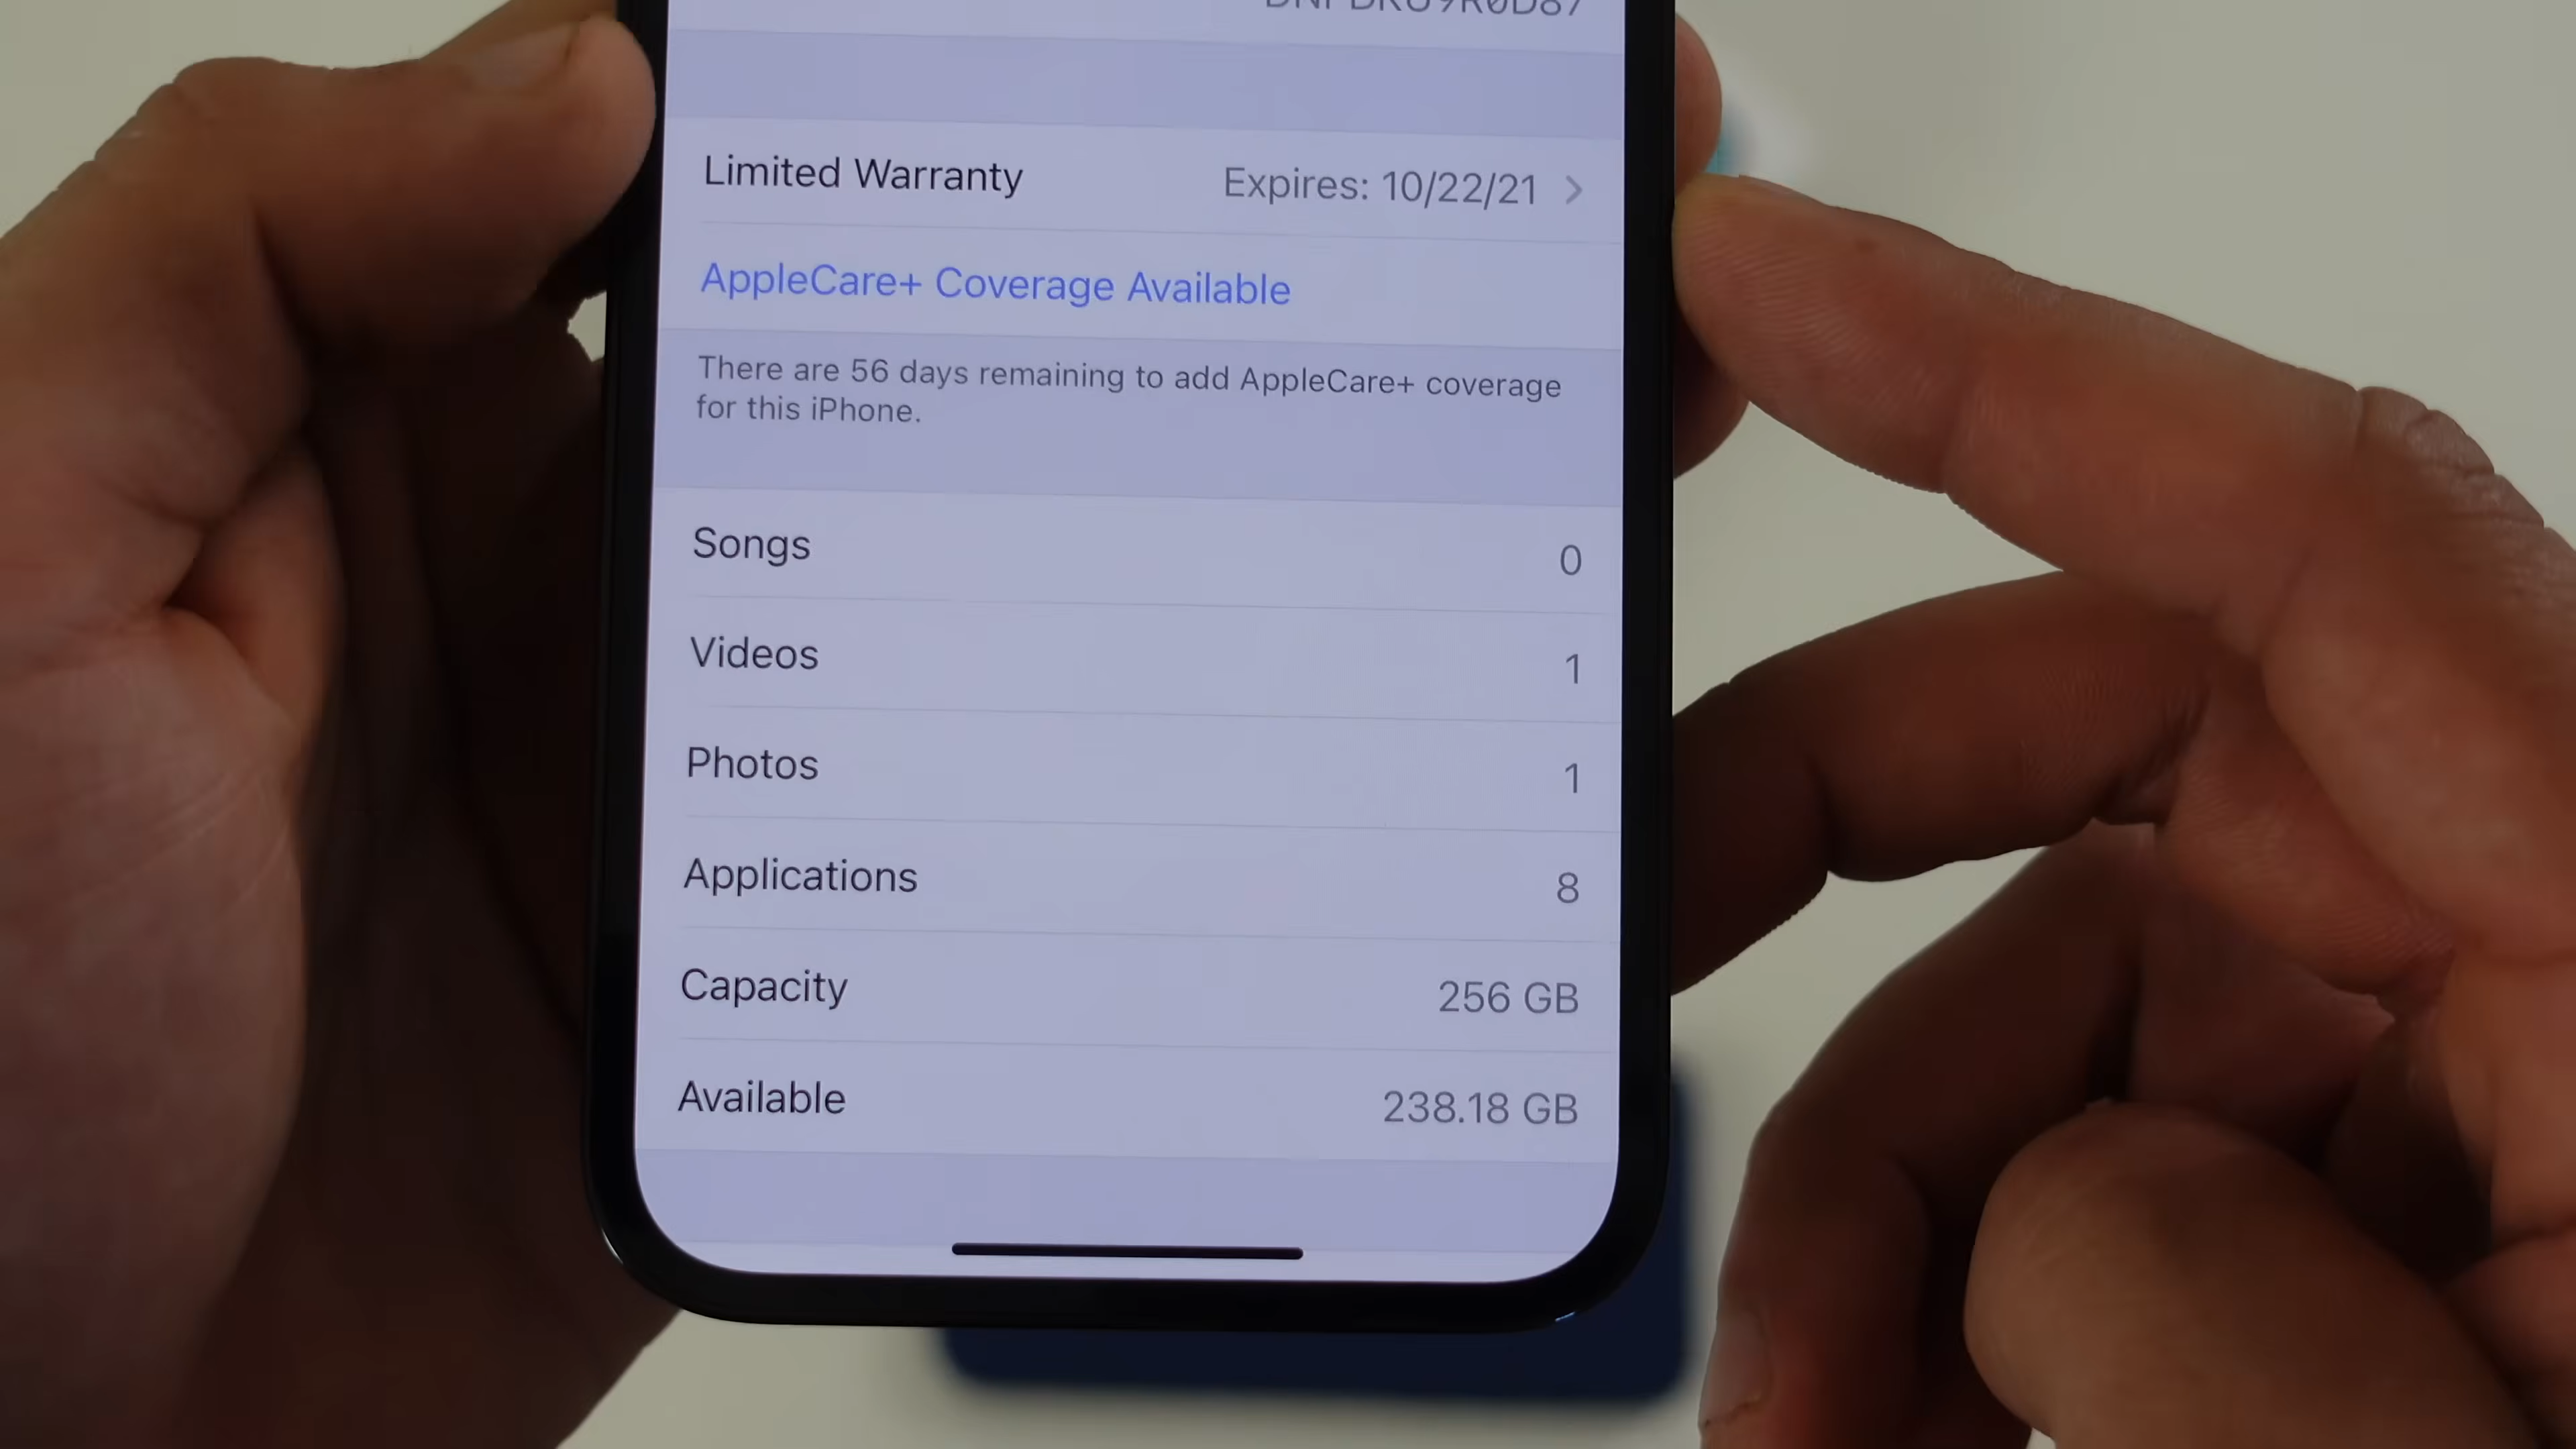 Limited Warranty Expires: 10/22/21
AppleCare+ Coverage Available
There are 56 days remaining to add AppleCare+ coverage
for this iPhone.
Songs 0
Videos 1
Photos 1
Applications 8
Capacity 256 GB
Available 238.18 GB